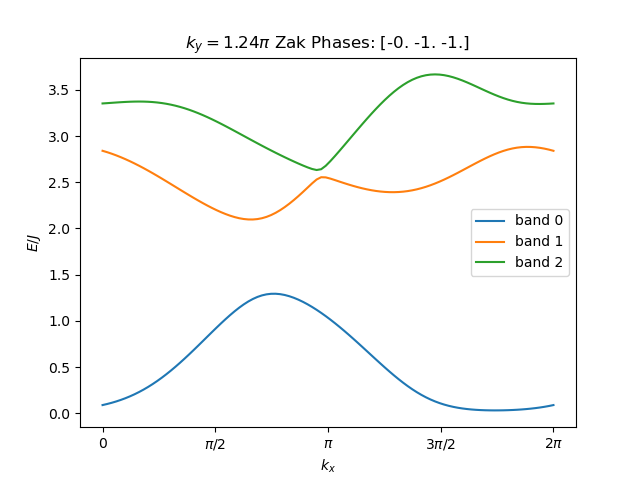 k_y = 1.24π Zak Phases: [-0. -1. -1.]
E/J
3.5
3.0
2.5
2.0
1.5
1.0
0.5
0.0
band 0
band 1
band 2
0
π/2
π
3π/2
2π
k_x